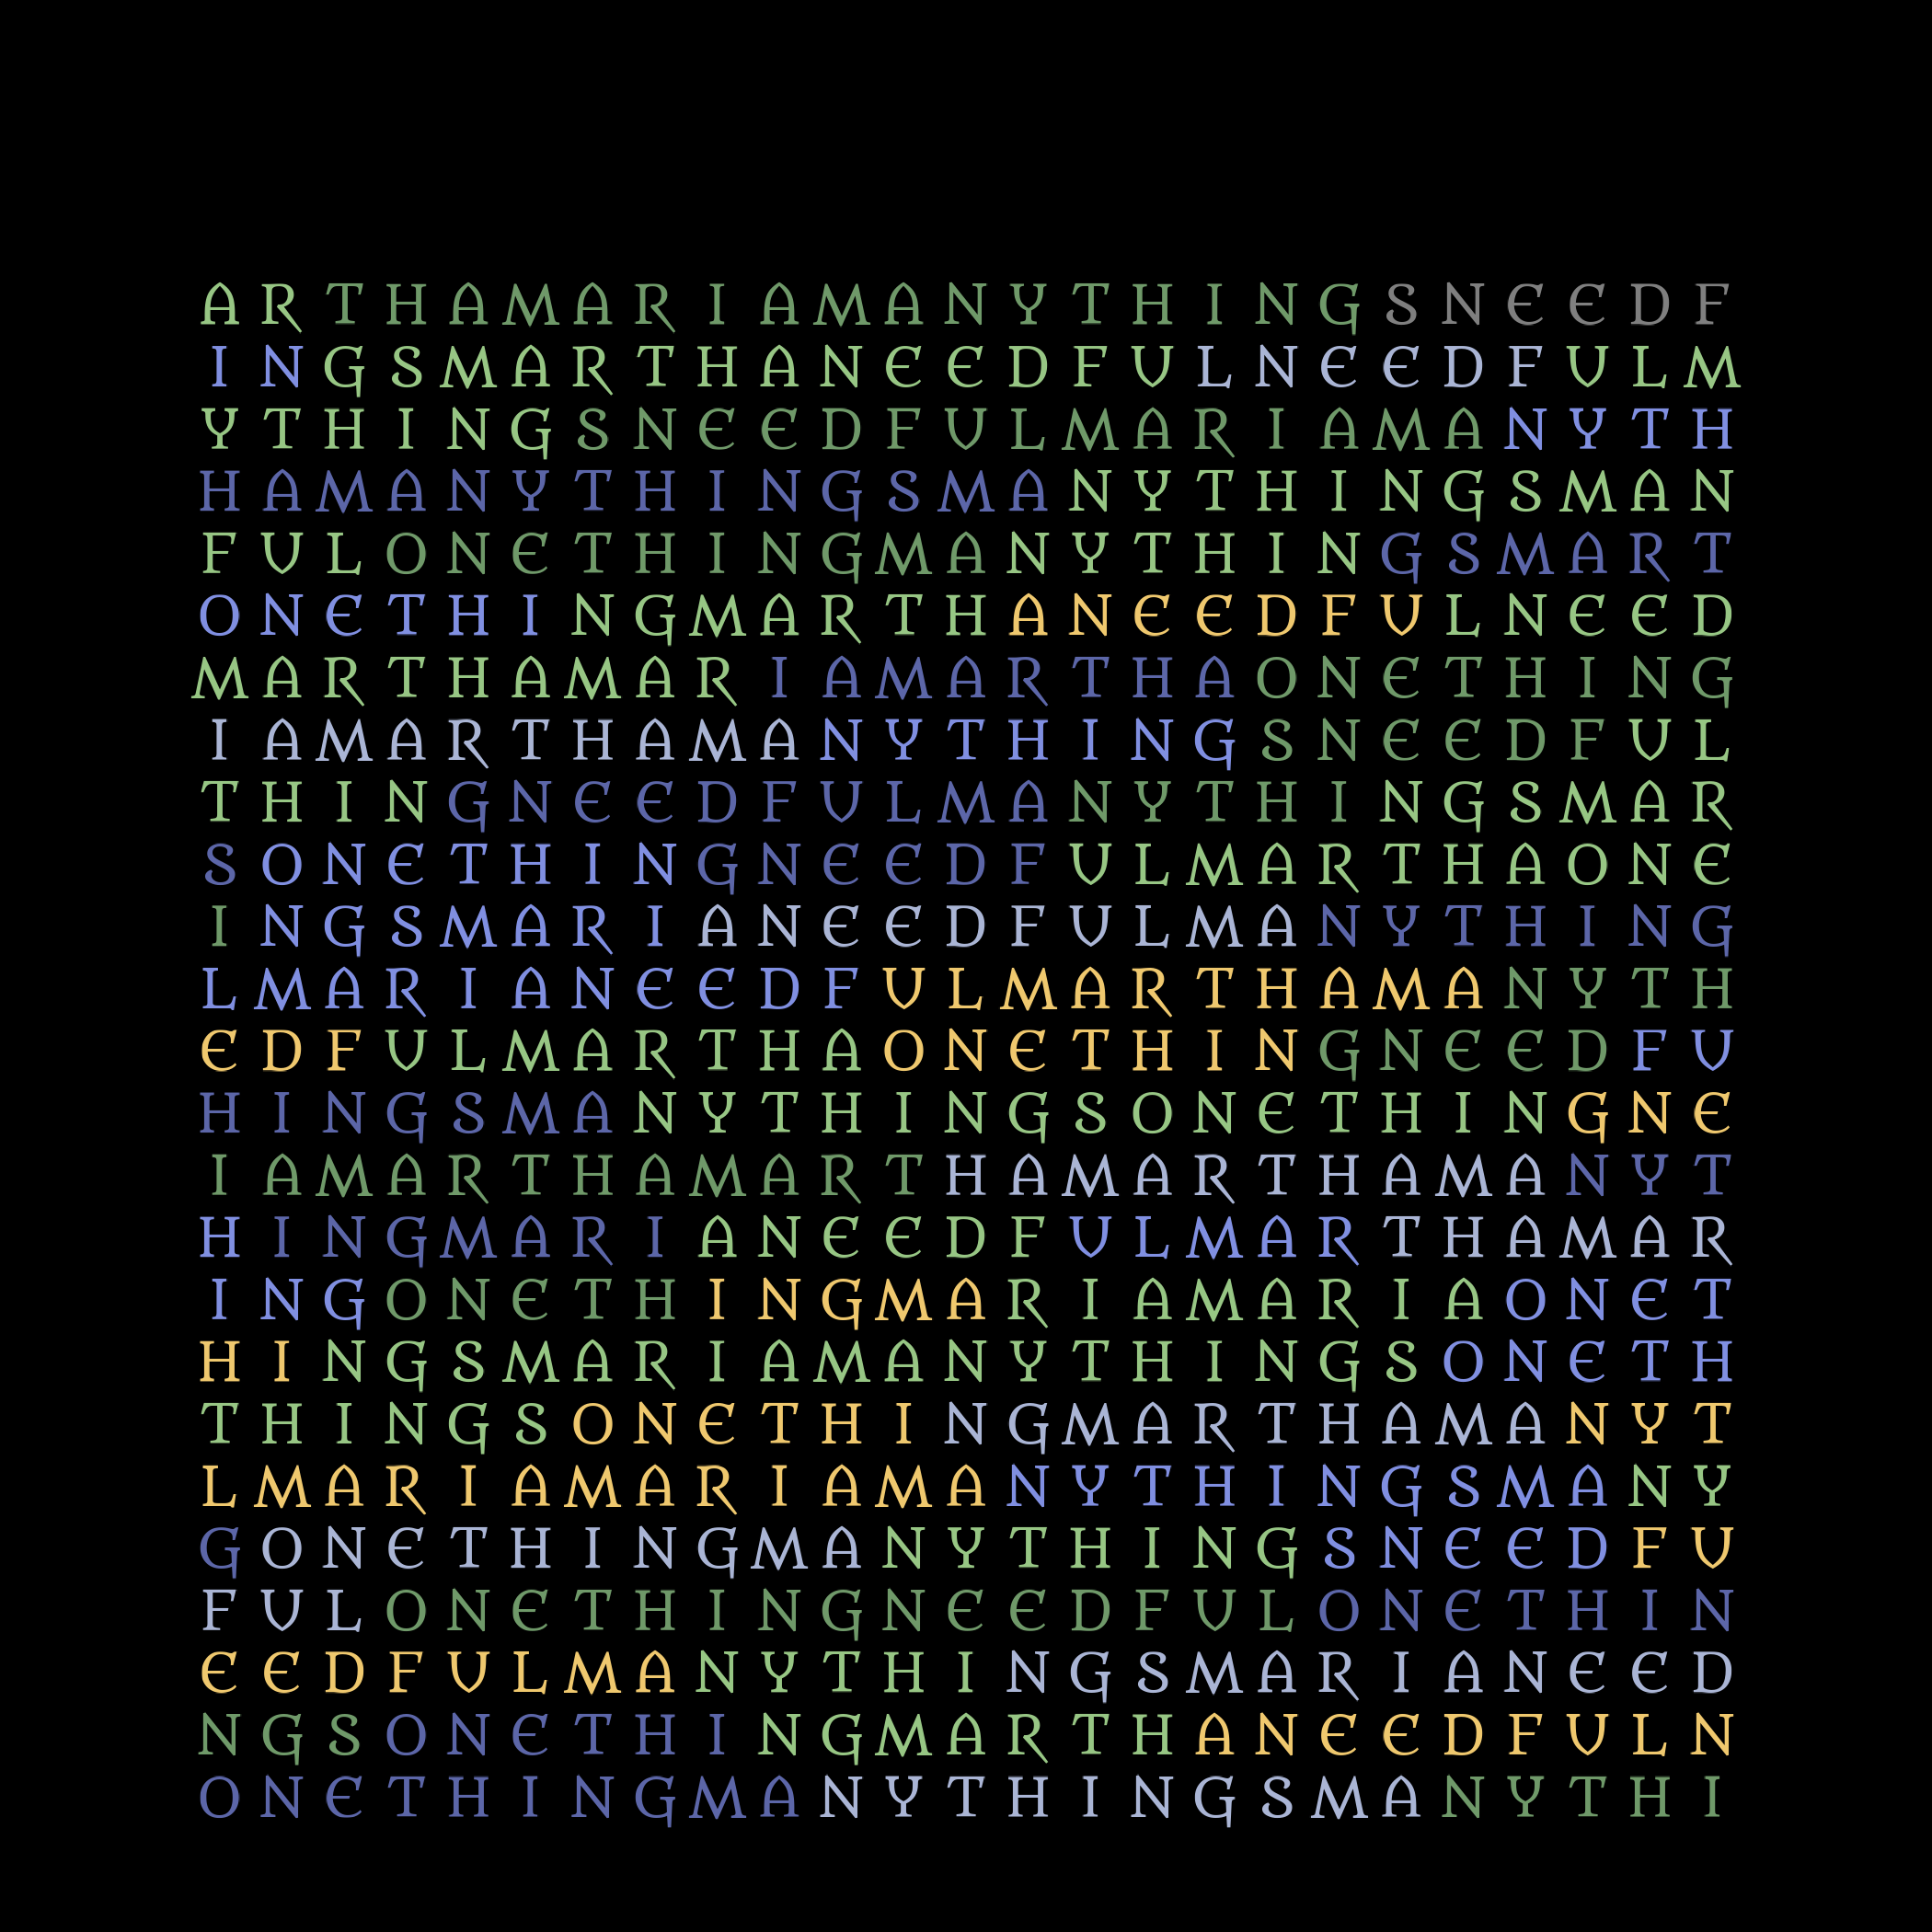 ARTHAMARIAMANYTHINGSNEEDF
INGSMARTHANEEDFULNEEDFULM
YTHINGSNEEDFULMARIAMANYTH
HAMANYTHINGSMANYTHINGSMAN
FULONETHINGMANYTHINGSMART
ONETHINGMARTHANEEDFULNEED
MARTHAMARIAMARTHAONETHING
IAMARTHAMANYTHINGSNEEDFUL
THINGNEEDFULMANYTHINGSMAR
SONETHINGNEEDFULMARTHAONE
INGSMARIANEEDFULMANYTHING
LMARIANEEDFULMARTHAMANYTH
EDFULMARTHAONETHINGNEEDFU
HINGSMANYTHINGSONETHINGNE
IAMARTHAMARTHAMARTHAMANYT
HINGMARIANEEDFULMARTHAMAR
INGONETHINGMARIAMARIAONET
HINGSMARIAMANYTHINGSONETH
THINGSONETHINGMARTHAMANYT
LMARIAMARIAMANYTHINGSMANY
GONETHINGMANYTHINGSNEEDFU
FULONETHINGNEEDFULONETHIN
EEDFULMANYTHINGSMARIANEED
NGSONETHINGMARTHANEEDFULN
ONETHINGMANYTHINGSMANYTHI